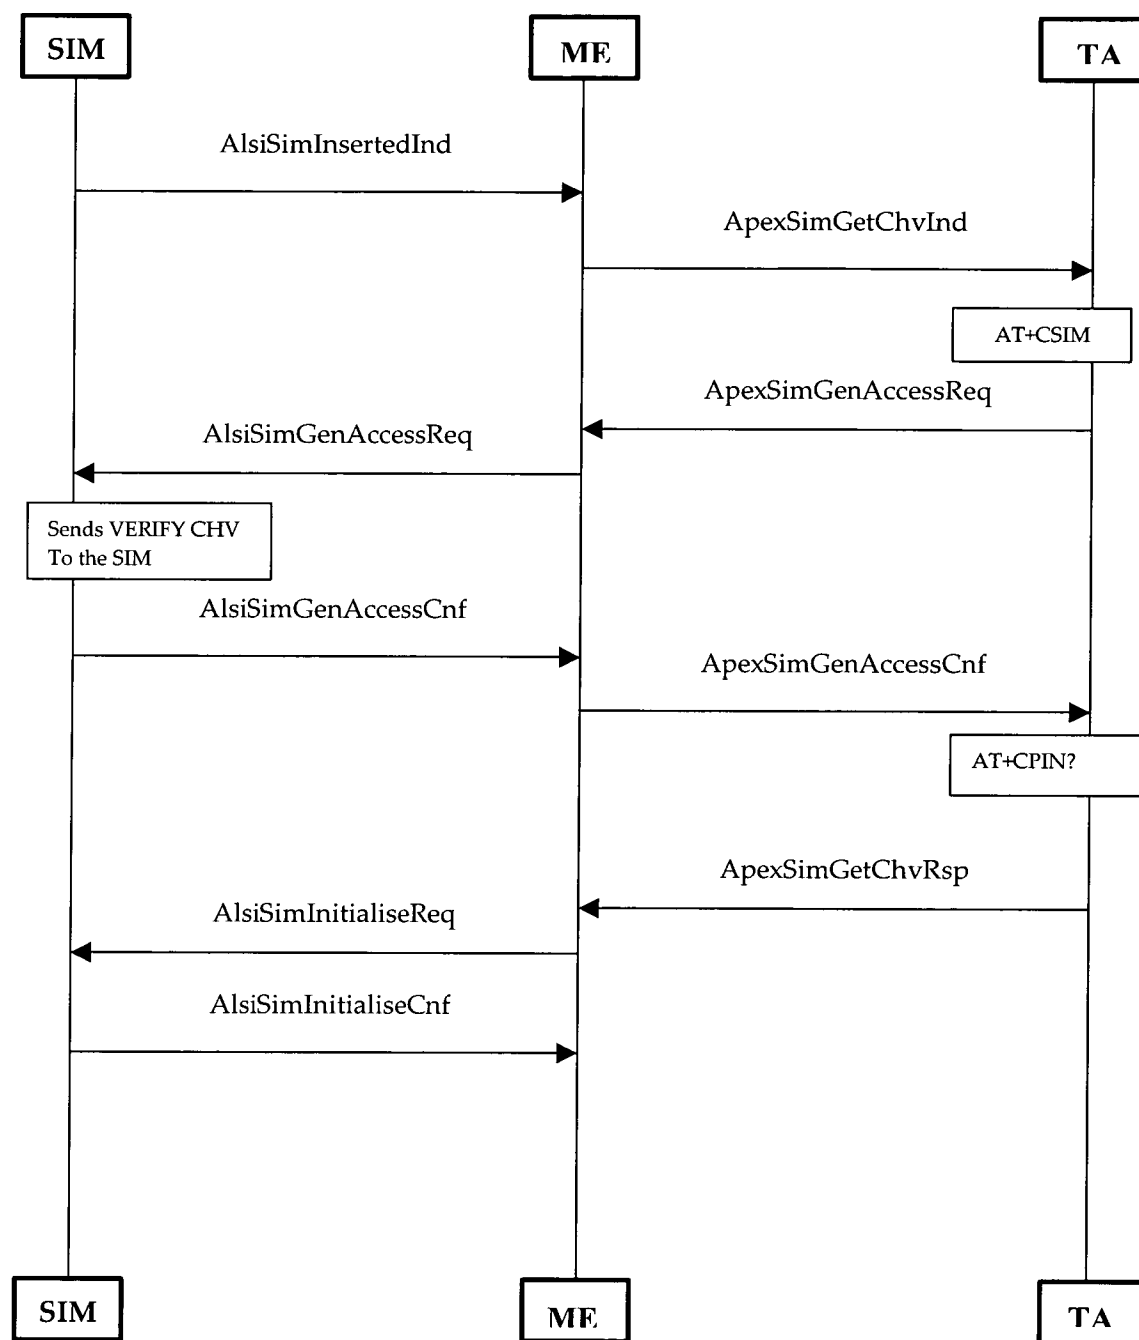 SIM
ME
TA
AlsiSimInsertedInd
ApexSimGetChvInd
AT+CSIM
ApexSimGenAccessReq
AlsiSimGenAccessReq
Sends VERIFY CHV
To the SIM
AlsiSimGenAccessCnf
ApexSimGenAccessCnf
AT+CPIN?
ApexSimGetChvRsp
AlsiSimInitialiseReq
AlsiSimInitialiseCnf
SIM
ME
TA